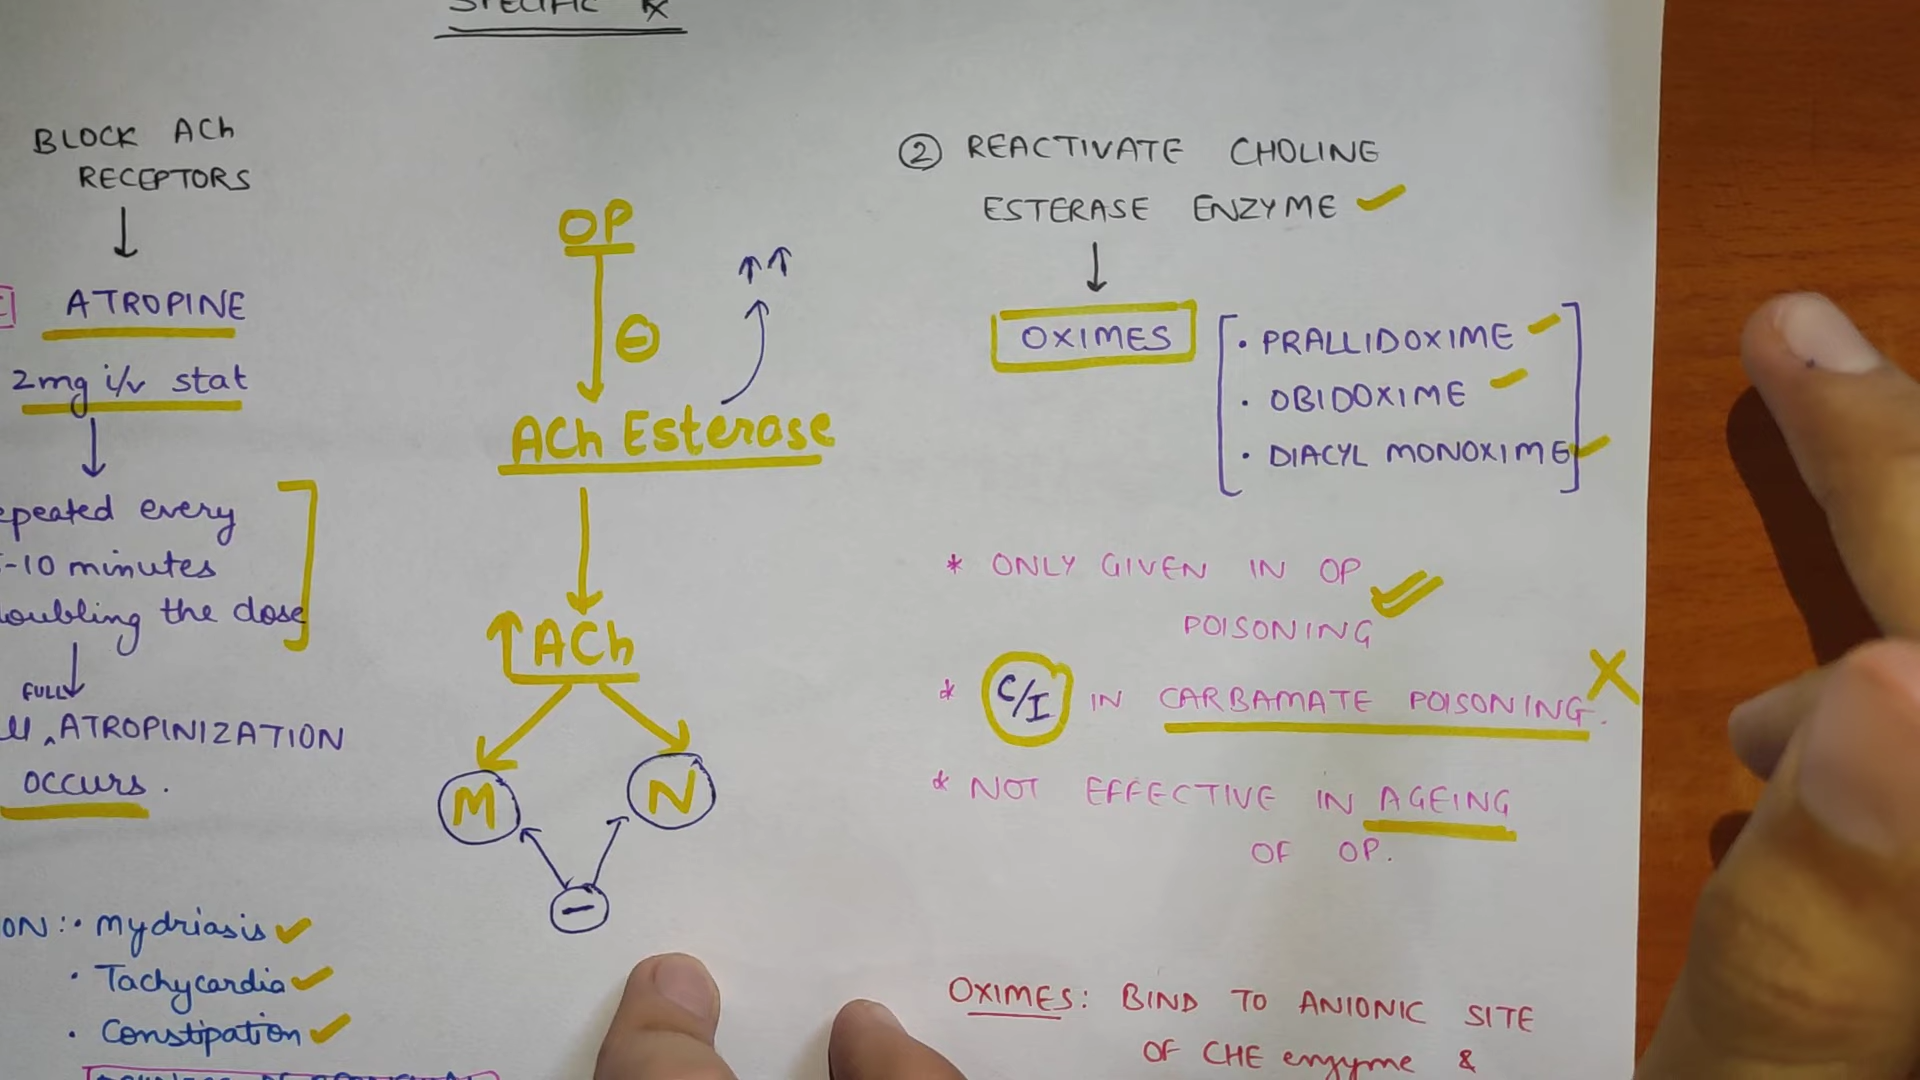 SPECIFIC Rx
BLOCK ACh
RECEPTORS
ATROPINE
2mg i/v stat
epeated every
-10 minutes
oubling the dose
FULL
ATROPINIZATION
OCCURS.
ON: • Mydriasis
• Tachycardia
• Constipation
OP
ACh Esterase
↑ ACh
M N
② REACTIVATE CHOLINE
ESTERASE ENZYME
OXIMES
• PRALLIDOXIME
• OBIDOXIME
• DIACYL MONOXIME
* ONLY GIVEN IN OP
POISONING
* C/I IN CARBAMATE POISONING.
* NOT EFFECTIVE IN AGEING
OF OP.
OXIMES: BIND TO ANIONIC SITE
OF CHE enzyme &